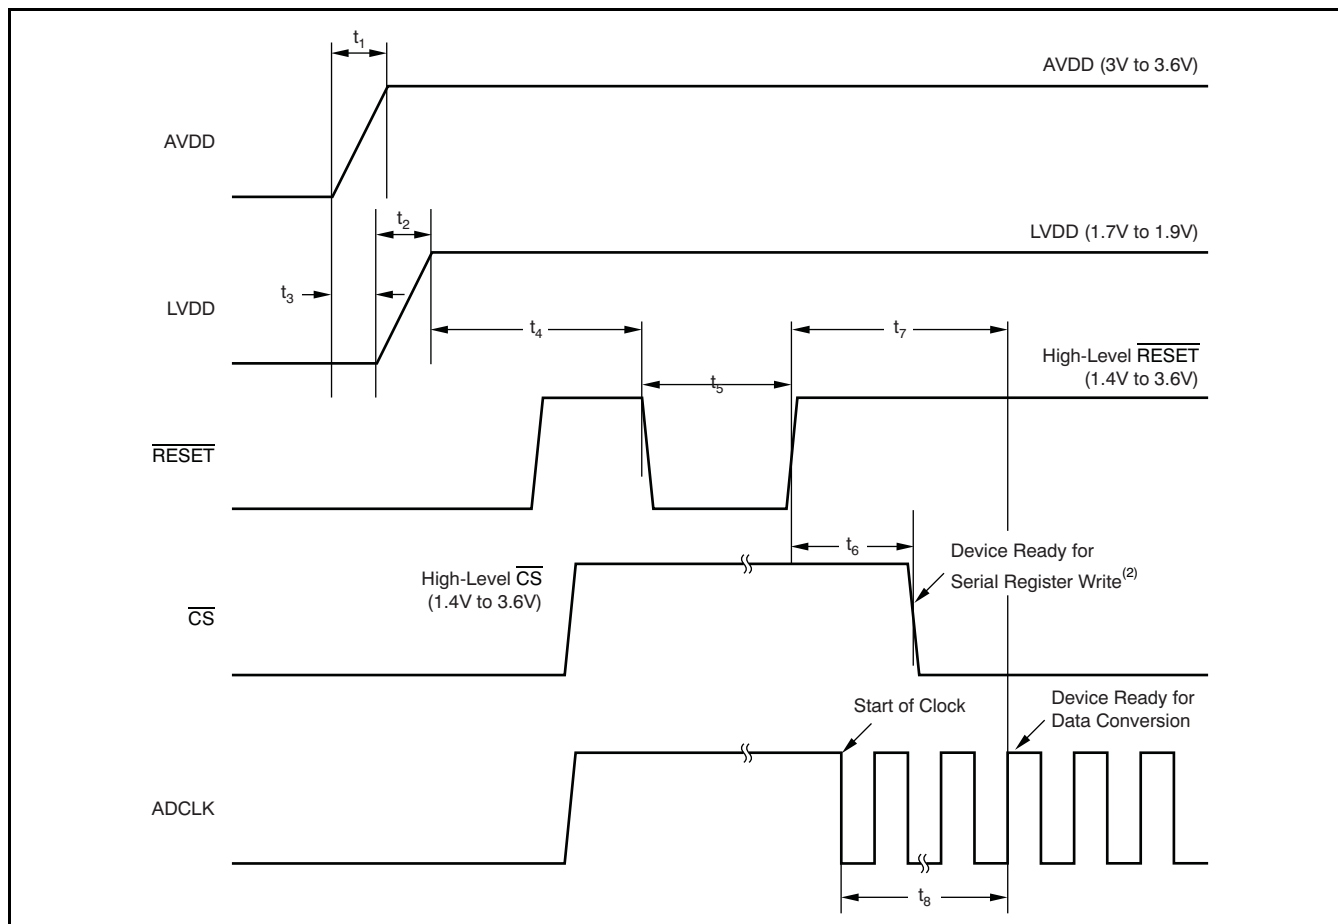 t1
AVDD (3V to 3.6V)
AVDD
t2
LVDD (1.7V to 1.9V)
t3
LVDD
t4
t7
High-Level RESET
(1.4V to 3.6V)
t5
RESET
t6
Device Ready for
Serial Register Write(2)
High-Level CS
(1.4V to 3.6V)
CS
Start of Clock
Device Ready for
Data Conversion
ADCLK
t8